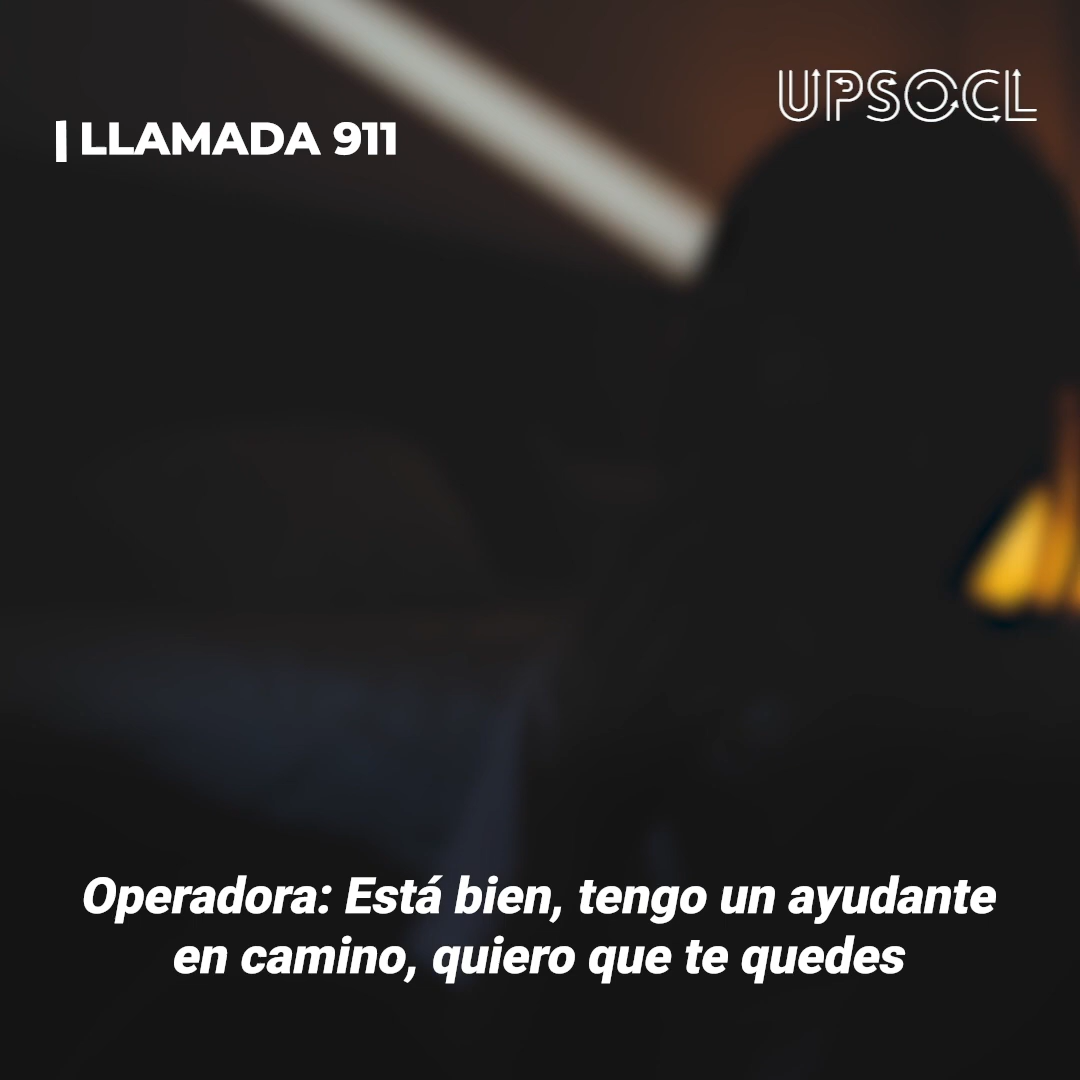 UPSOCL
| LLAMADA 911
Operadora: Está bien, tengo un ayudante
en camino, quiero que te quedes